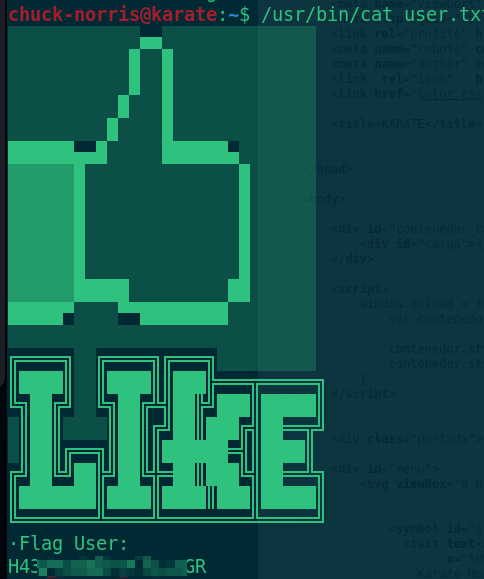 chuck-norris@karate:~$ /usr/bin/cat user.tx
<link rel="profile" h
<meta name="robots" c
<meta name="author" c
<link rel="icon" h
<link href="color.css
<title>KARATE</title>
</head>
<body>
<div id="contenedor_c
<div id="carga"><
</div>
<script>
window.onload = f
var contenedo
contenedor.st
contenedor.st
}
</script>
<div class="portada"
<div id="menu">
<svg viewBox="0 0
<symbol id="s
<text text-
x="50
Karate
LIKE
·Flag User:
H43 GR